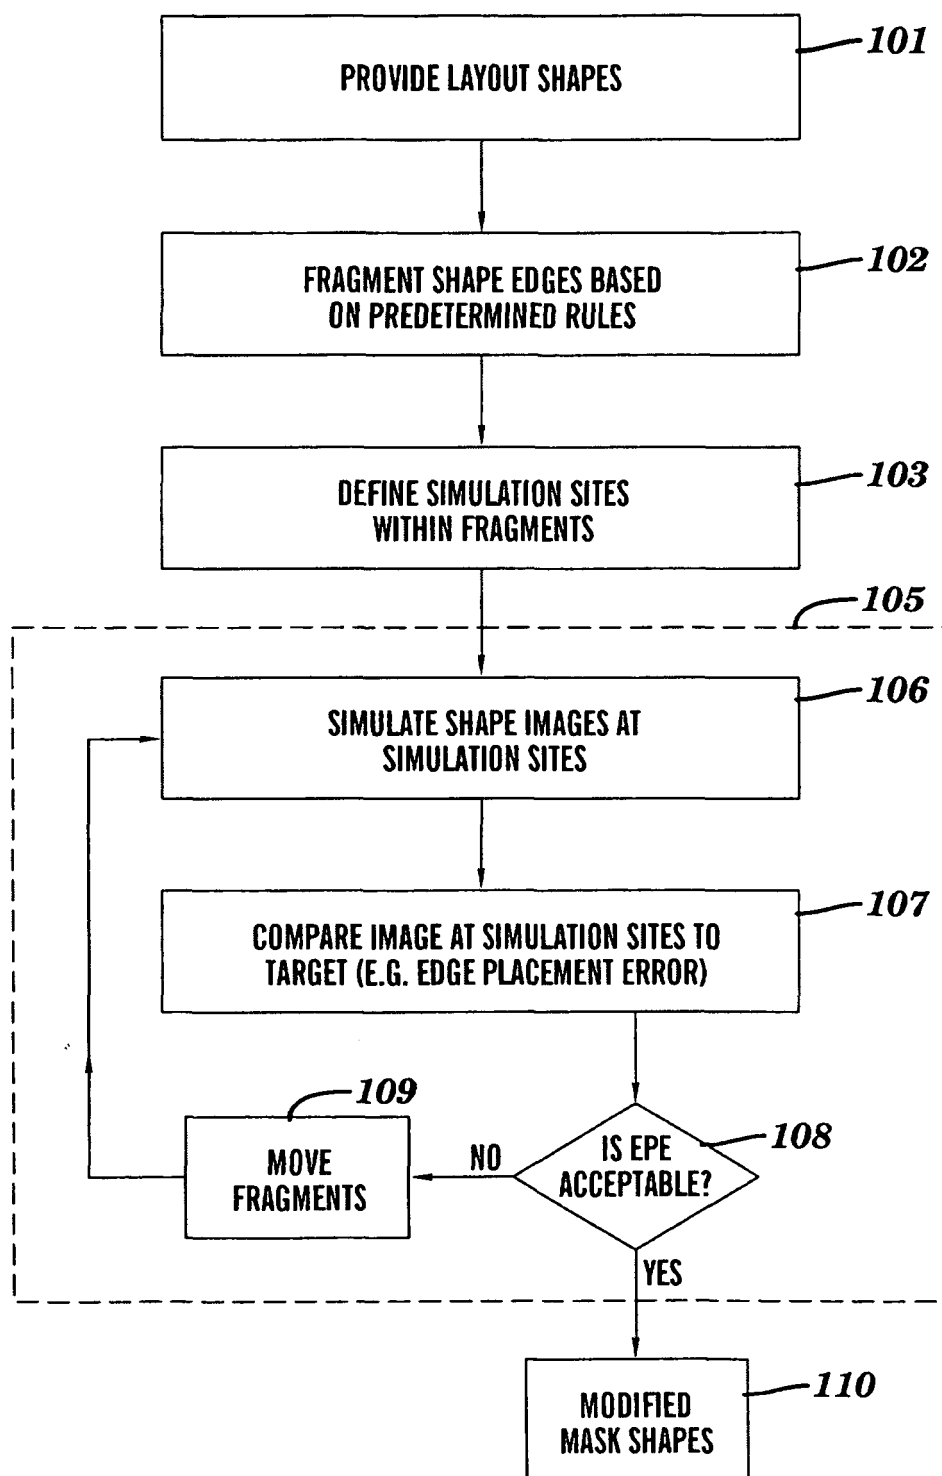 101
PROVIDE LAYOUT SHAPES
102
FRAGMENT SHAPE EDGES BASED
ON PREDETERMINED RULES
103
DEFINE SIMULATION SITES
WITHIN FRAGMENTS
105
106
SIMULATE SHAPE IMAGES AT
SIMULATION SITES
107
COMPARE IMAGE AT SIMULATION SITES TO
TARGET (E.G. EDGE PLACEMENT ERROR)
109
MOVE
FRAGMENTS
NO
108
IS EPE
ACCEPTABLE?
YES
110
MODIFIED
MASK SHAPES